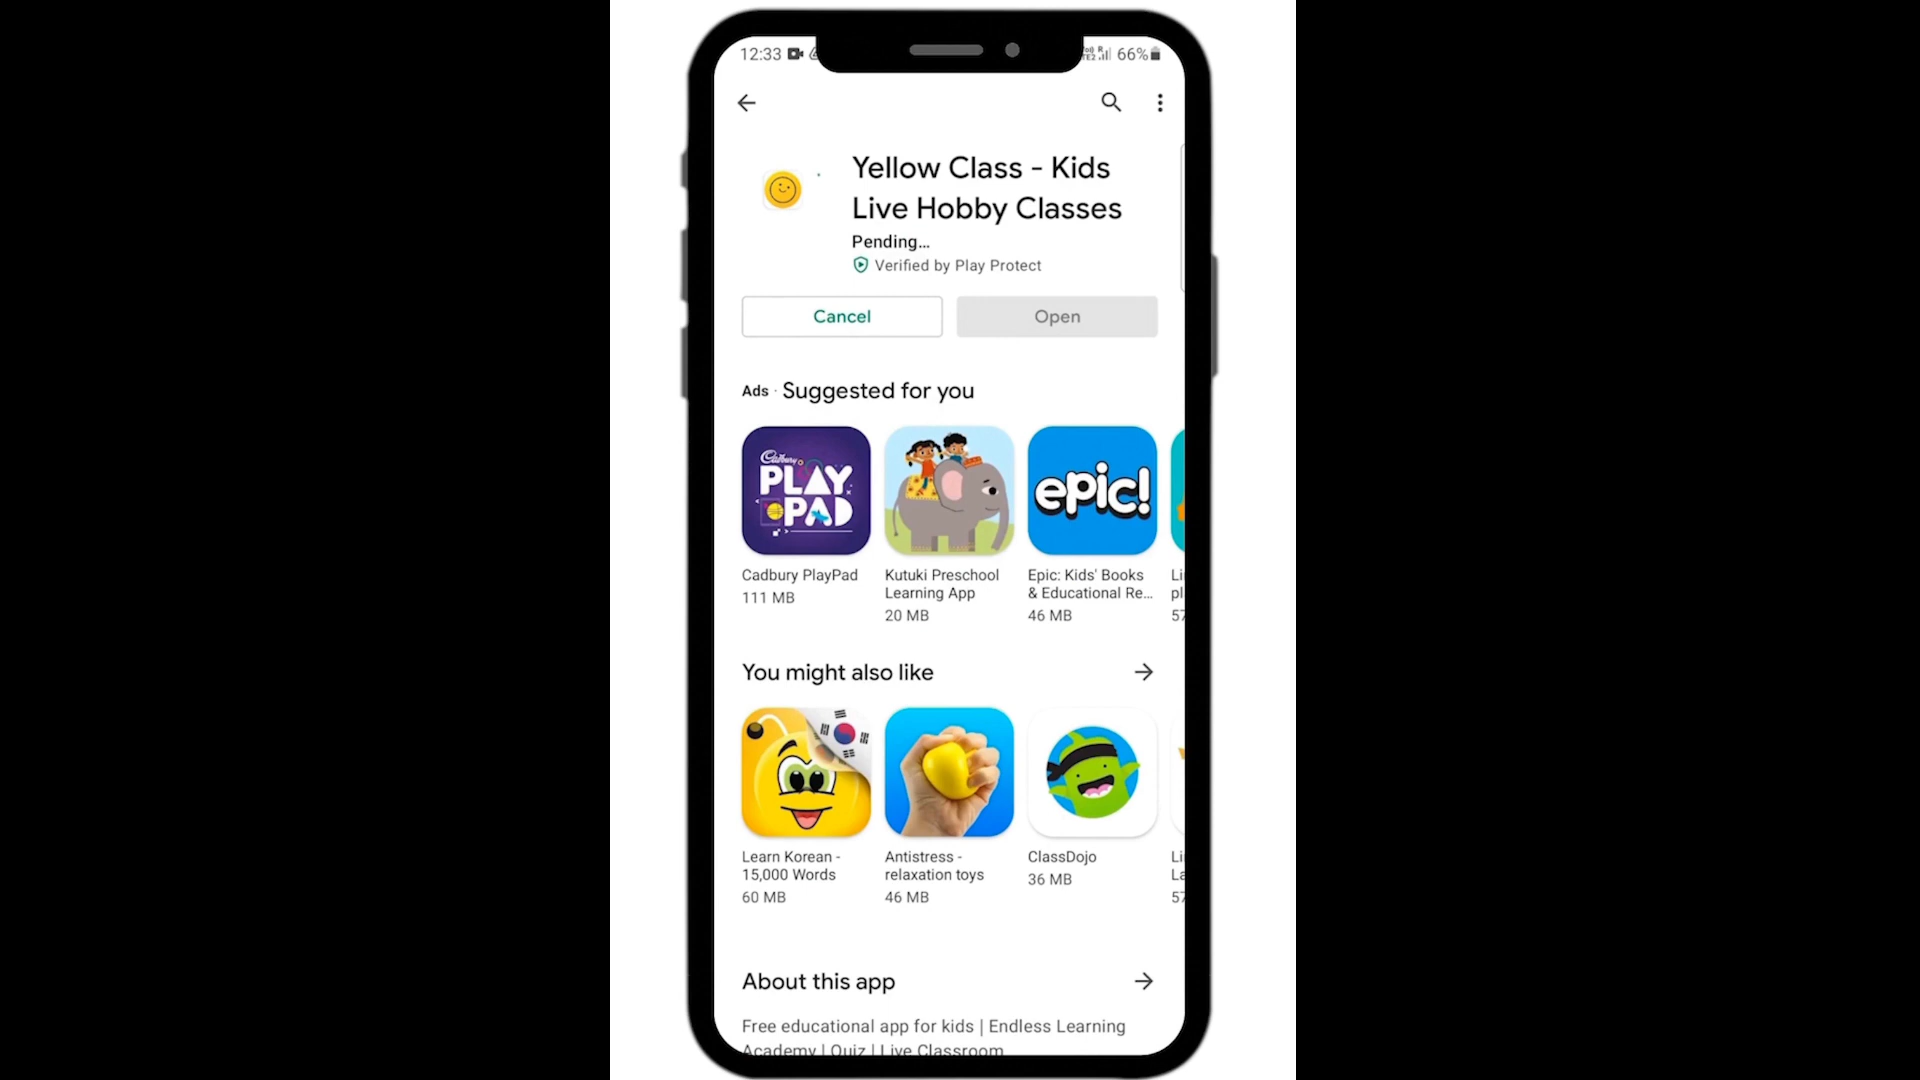 12:33
66%
Yellow Class - Kids
Live Hobby Classes
Pending...
Verified by Play Protect
Cancel
Open
Ads · Suggested for you
Cadbury
PLAY
PAD
epic!
Cadbury PlayPad
111 MB
Kutuki Preschool
Learning App
20 MB
Epic: Kids' Books
& Educational Re...
46 MB
You might also like
Learn Korean -
15,000 Words
60 MB
Antistress -
relaxation toys
46 MB
ClassDojo
36 MB
About this app
Free educational app for kids | Endless Learning
Academy | Quiz | Live Classroom